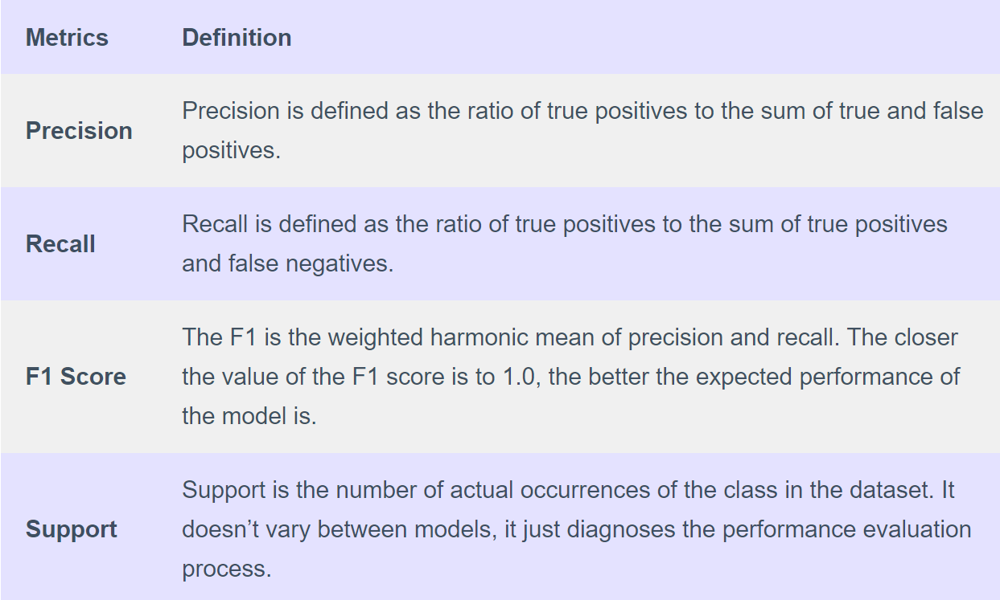 Metrics Definition
Precision
Precision is defined as the ratio of true positives to the sum of true and false
positives.
Recall
Recall is defined as the ratio of true positives to the sum of true positives
and false negatives.
F1 Score
The F1 is the weighted harmonic mean of precision and recall. The closer
the value of the F1 score is to 1.0, the better the expected performance of
the model is.
Support
Support is the number of actual occurrences of the class in the dataset. It
doesn’t vary between models, it just diagnoses the performance evaluation
process.